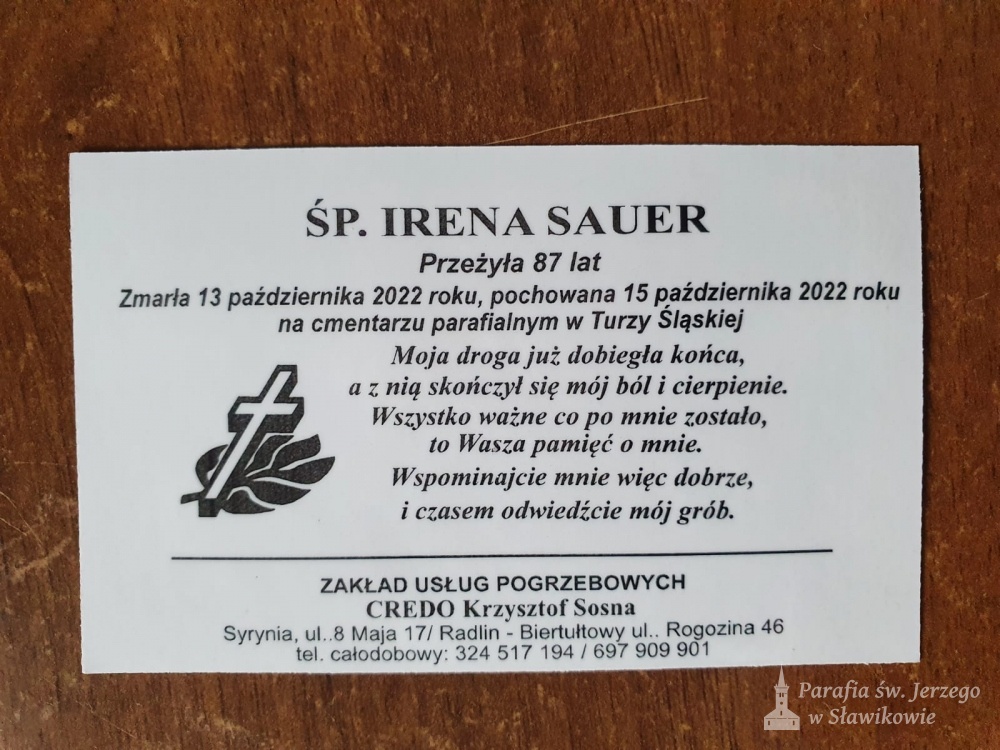 ŚP. IRENA SAUER
Przeżyła 87 lat
Zmarła 13 października 2022 roku, pochowana 15 października 2022 roku
na cmentarzu parafialnym w Turzy Śląskiej
Moja droga już dobiegła końca,
a z nią skończył się mój ból i cierpienie.
Wszystko ważne co po mnie zostało,
to Wasza pamięć o mnie.
Wspominajcie mnie więc dobrze,
i czasem odwiedźcie mój grób.
ZAKŁAD USŁUG POGRZEBOWYCH
CREDO Krzysztof Sosna
Syrynia, ul..8 Maja 17/ Radlin - Biertułtowy ul.. Rogozina 46
tel. całodobowy: 324 517 194 / 697 909 901
Parafia św. Jerzego
w Sławikowie